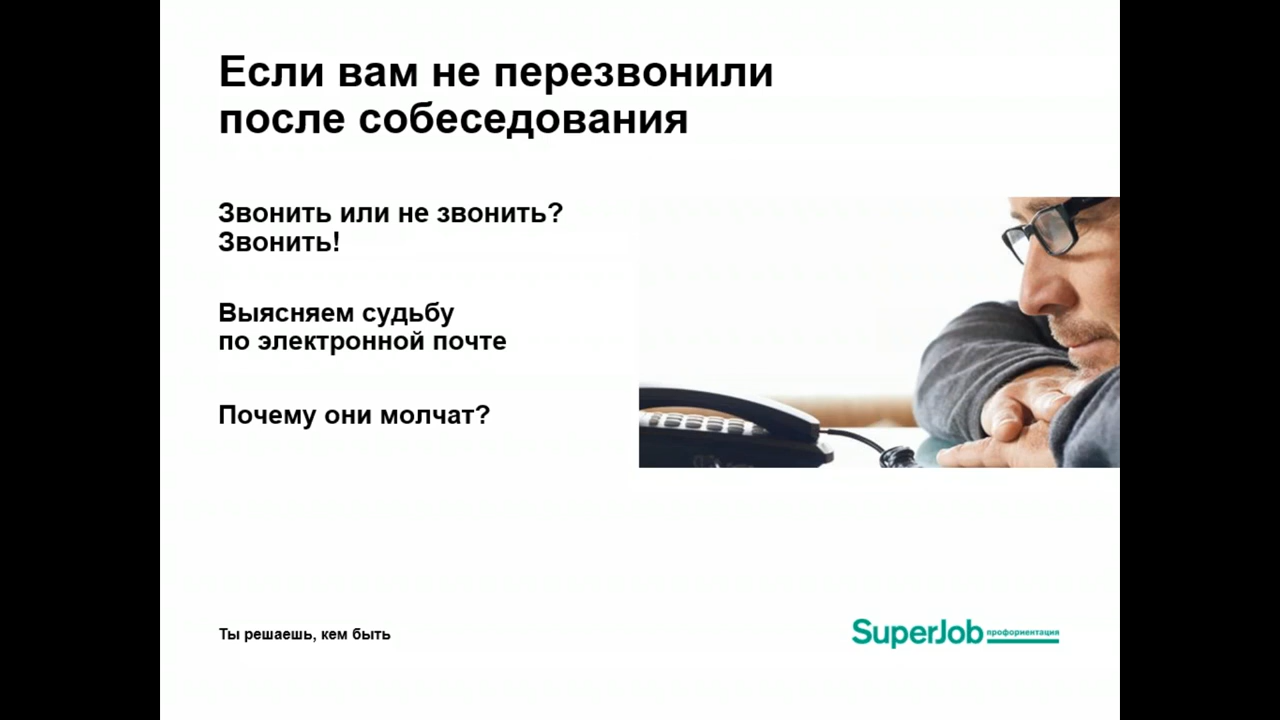 Если вам не перезвонили
после собеседования
Звонить или не звонить?
Звонить!
Выясняем судьбу
по электронной почте
Почему они молчат?
Ты решаешь, кем быть
SuperJob профориентация